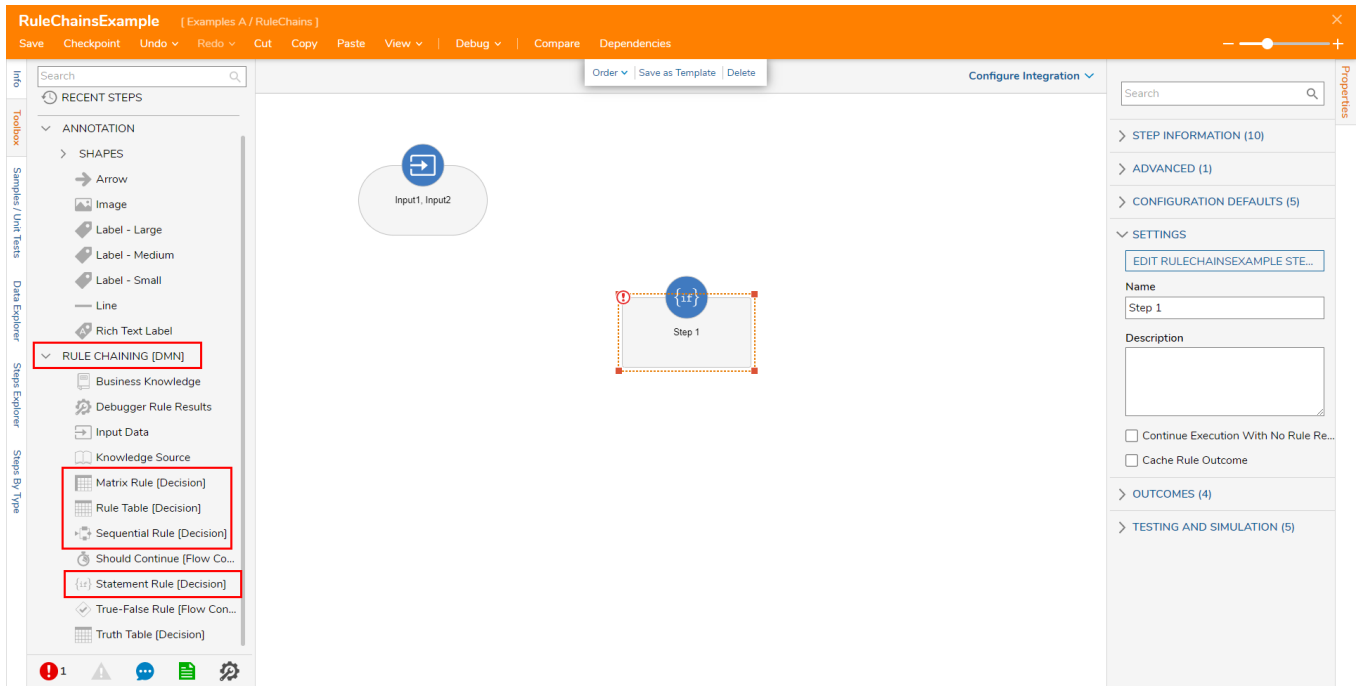 RuleChainsExample [ Examples A / RuleChains ]
Save Checkpoint Undo Redo Cut Copy Paste View Debug Compare Dependencies
Info
Toolbox
Samples / Unit Tests
Data Explorer
Steps Explorer
Steps By Type
Search
RECENT STEPS
ANNOTATION
SHAPES
Arrow
Image
Label - Large
Label - Medium
Label - Small
Line
Rich Text Label
RULE CHAINING [DMN]
Business Knowledge
Debugger Rule Results
Input Data
Knowledge Source
Matrix Rule [Decision]
Rule Table [Decision]
Sequential Rule [Decision]
Should Continue [Flow Co...
{if} Statement Rule [Decision]
True-False Rule [Flow Con...
Truth Table [Decision]
1
Order Save as Template Delete
Configure Integration
Input1, Input2
{if}
Step 1
Properties
Search
STEP INFORMATION (10)
ADVANCED (1)
CONFIGURATION DEFAULTS (5)
SETTINGS
EDIT RULECHAINSEXAMPLE STE...
Name
Step 1
Description
Continue Execution With No Rule Re...
Cache Rule Outcome
OUTCOMES (4)
TESTING AND SIMULATION (5)